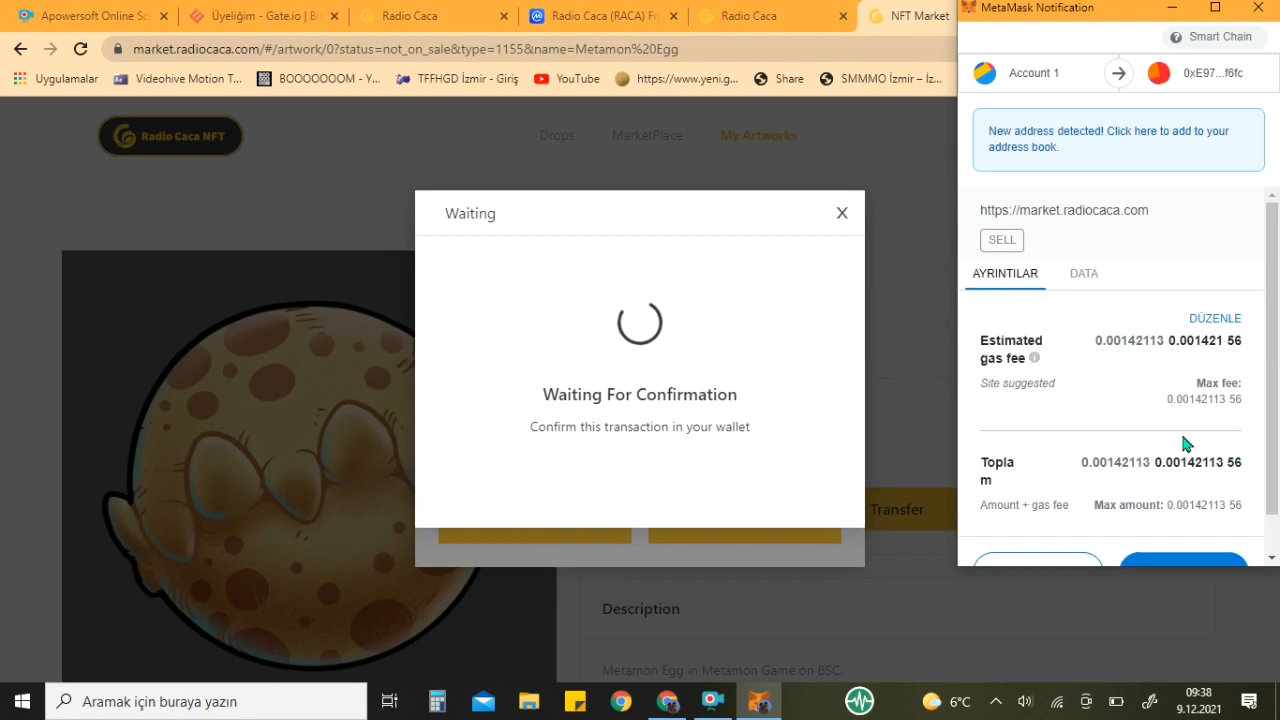 Apowersoft Online Sc
Üyeliğim - Gate.io | Bi
Radio Caca
Radio Caca (RACA) Fiy
Radio Caca
NFT Market
MetaMask Notification
market.radiocaca.com/#/artwork/0?status=not_on_sale&type=1155&name=Metamon%20Egg
Smart Chain
Uygulamalar
Videohive Motion T...
BOOOOOOOM - Y...
TFFHGD İzmir - Giriş
YouTube
https://www.yeni.g...
Share
SMMMO İzmir – İz...
Account 1
0xE97...f6fc
Radio Caca NFT
Drops
MarketPlace
My Artworks
New address detected! Click here to add to your
address book.
Waiting
X
https://market.radiocaca.com
SELL
AYRINTILAR
DATA
DÜZENLE
Estimated
gas fee
0.00142113 0.001421 56
Site suggested
Max fee:
0.00142113 56
Waiting For Confirmation
Confirm this transaction in your wallet
Topla
m
0.00142113 0.00142113 56
Amount + gas fee
Max amount: 0.00142113 56
Transfer
Description
Metamon Egg in Metamon Game on BSC.
Aramak için buraya yazın
6°C
09:38
9.12.2021